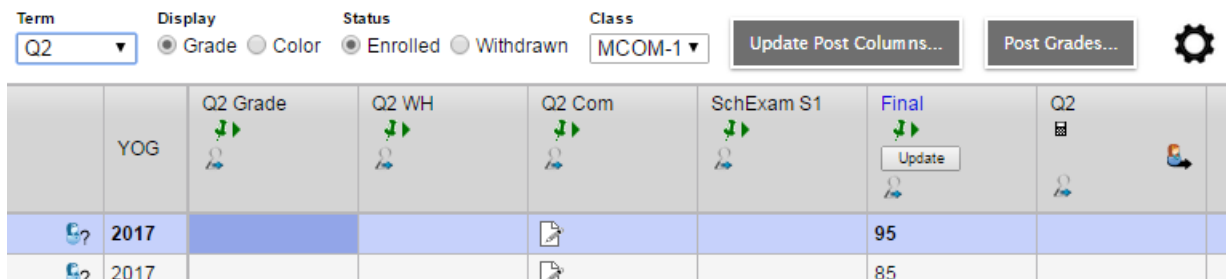 Term Display Status Class
Q2 Grade Color Enrolled Withdrawn MCOM-1 Update Post Columns... Post Grades...
YOG Q2 Grade Q2 WH Q2 Com SchExam S1 Final Q2
Update
2017 95
2017 85